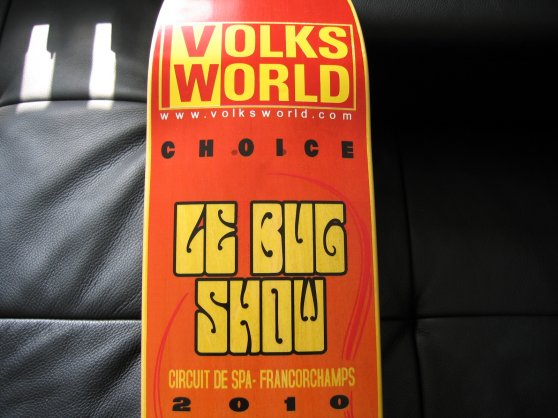 VOLKS
WORLD
www.volksworld.com
CHOICE
LE BUG
SHOW
CIRCUIT DE SPA-FRANCORCHAMPS
2010